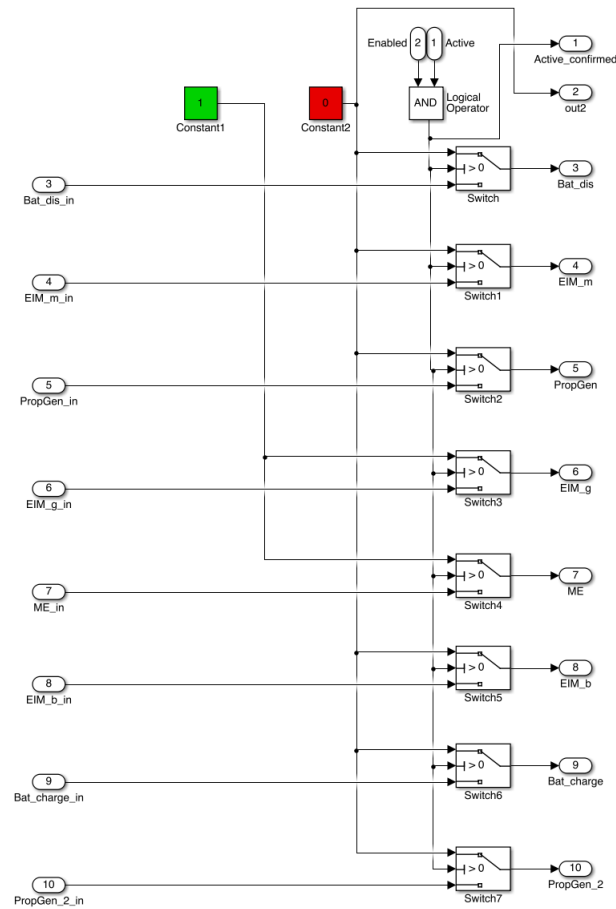 Enabled 2 1 Active
1
Active_confirmed
2
out2
1
Constant1
0
Constant2
AND Logical
Operator
3
Bat_dis_in
> 0
Switch
3
Bat_dis
4
EIM_m_in
> 0
Switch1
4
EIM_m
5
PropGen_in
> 0
Switch2
5
PropGen
6
EIM_g_in
> 0
Switch3
6
EIM_g
7
ME_in
> 0
Switch4
7
ME
8
EIM_b_in
> 0
Switch5
8
EIM_b
9
Bat_charge_in
> 0
Switch6
9
Bat_charge
10
PropGen_2_in
> 0
Switch7
10
PropGen_2